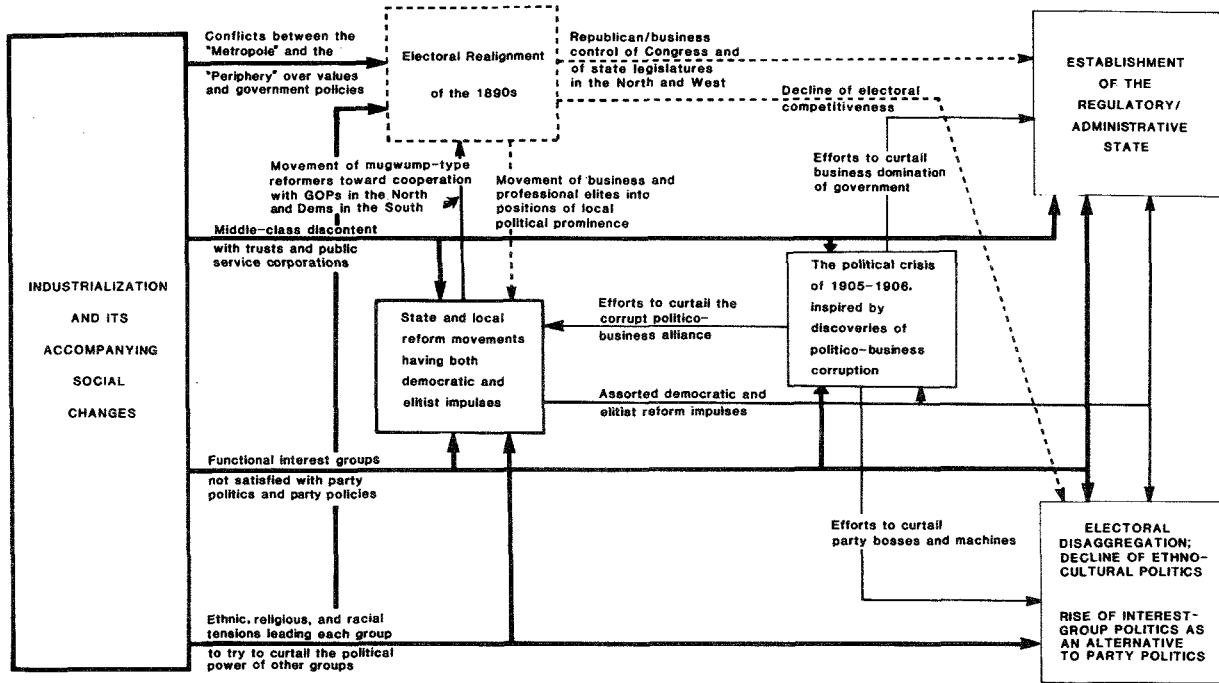 Conflicts between the
"Metropole" and the
"Periphery" over values
and government policies
Electoral Realignment
of the 1890s
Republican/business
control of Congress and
of state legislatures
in the North and West
Decline of electoral
competitiveness
ESTABLISHMENT
OF THE
REGULATORY/
ADMINISTRATIVE
STATE
Movement of mugwump-type
reformers toward cooperation
with GOPs in the North
and Dems in the South
Movement of business and
professional elites into
positions of local
political prominence
Efforts to curtail
business domination
of government
Middle-class discontent
with trusts and public
service corporations
INDUSTRIALIZATION
AND ITS
ACCOMPANYING
SOCIAL
CHANGES
State and local
reform movements
having both
democratic and
elitist impulses
Efforts to curtail the
corrupt politico-
business alliance
The political crisis
of 1905-1906,
inspired by
discoveries of
politico-business
corruption
Assorted democratic and
elitist reform impulses
Functional interest groups
not satisfied with party
politics and party policies
Efforts to curtail
party bosses and machines
ELECTORAL
DISAGGREGATION;
DECLINE OF ETHNO-
CULTURAL POLITICS
RISE OF INTEREST-
GROUP POLITICS AS
AN ALTERNATIVE
TO PARTY POLITICS
Ethnic, religious, and racial
tensions leading each group
to try to curtail the political
power of other groups